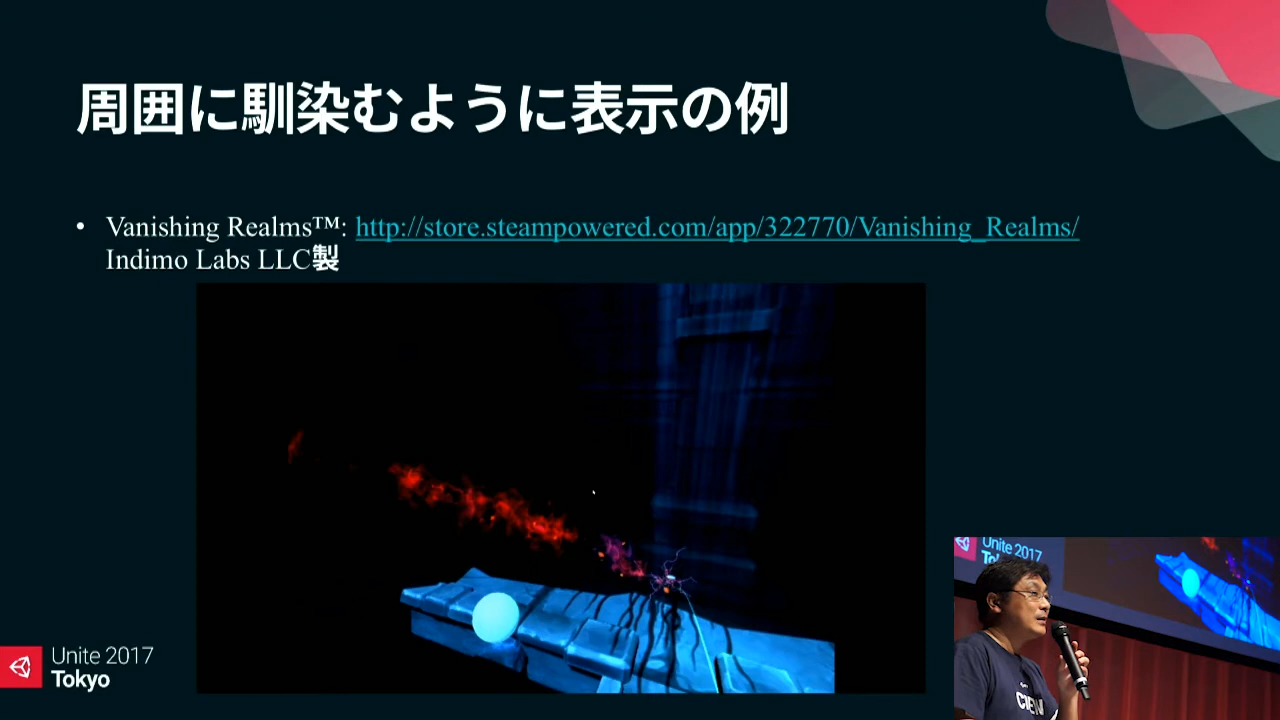 周囲に馴染むように表示の例
• Vanishing Realms™: http://store.steampowered.com/app/322770/Vanishing_Realms/
Indimo Labs LLC製
Unite 2017
Tokyo
Unite 2017